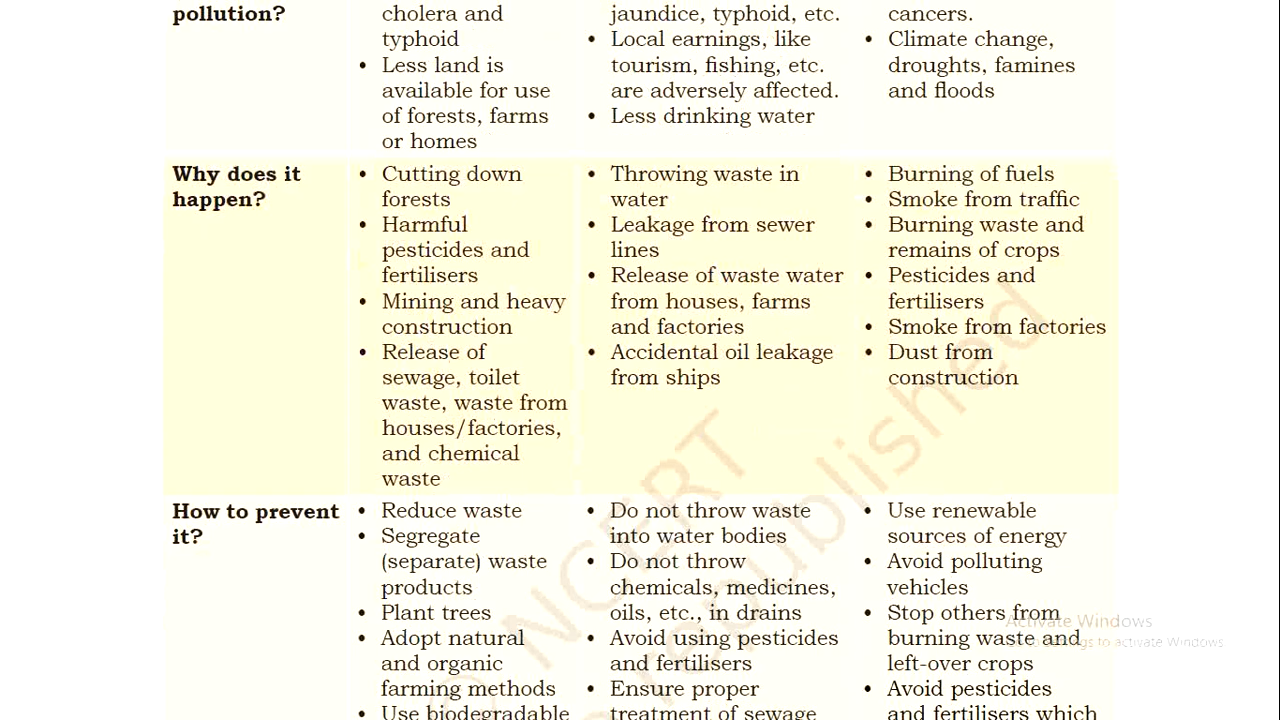 pollution?
cholera and
typhoid
• Less land is
available for use
of forests, farms
or homes
jaundice, typhoid, etc.
• Local earnings, like
tourism, fishing, etc.
are adversely affected.
• Less drinking water
cancers.
• Climate change,
droughts, famines
and floods
Why does it
happen?
• Cutting down
forests
• Harmful
pesticides and
fertilisers
• Mining and heavy
construction
• Release of
sewage, toilet
waste, waste from
houses/factories,
and chemical
waste
• Throwing waste in
water
• Leakage from sewer
lines
• Release of waste water
from houses, farms
and factories
• Accidental oil leakage
from ships
• Burning of fuels
• Smoke from traffic
• Burning waste and
remains of crops
• Pesticides and
fertilisers
• Smoke from factories
• Dust from
construction
How to prevent
it?
• Reduce waste
• Segregate
(separate) waste
products
• Plant trees
• Adopt natural
and organic
farming methods
• Use biodegradable
• Do not throw waste
into water bodies
• Do not throw
chemicals, medicines,
oils, etc., in drains
• Avoid using pesticides
and fertilisers
• Ensure proper
treatment of sewage
• Use renewable
sources of energy
• Avoid polluting
vehicles
• Stop others from
burning waste and
left-over crops
• Avoid pesticides
and fertilisers which
© NCERT
republished
Activate Windows
to activate Windows